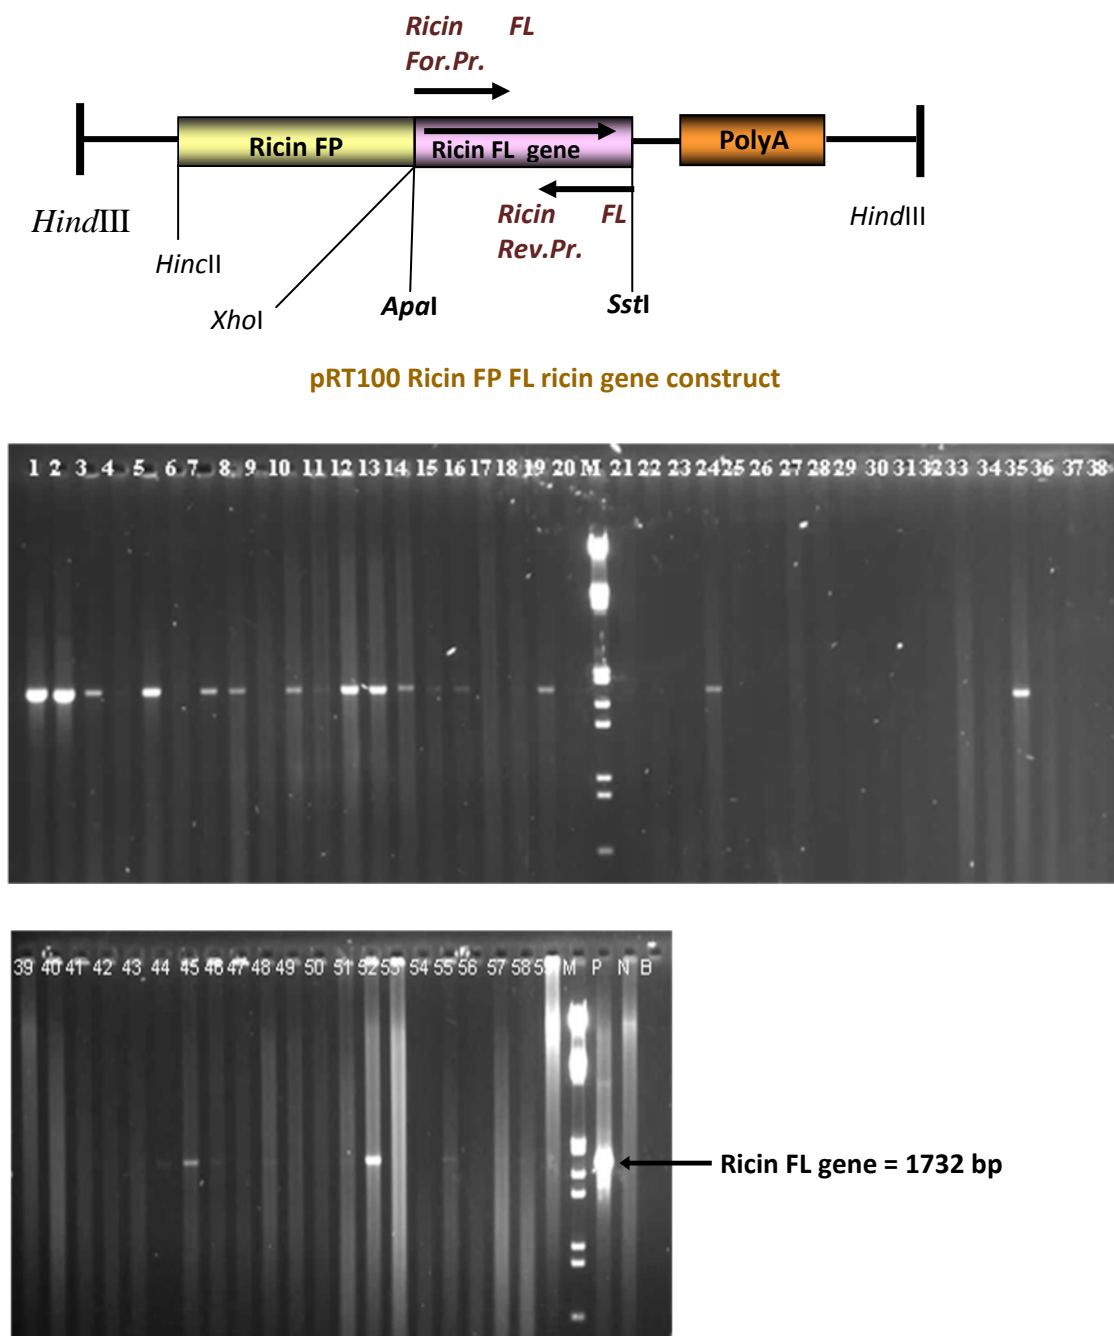 Ricin FL
For.Pr.
Ricin FP
Ricin FL gene
PolyA
HindIII
Ricin FL
Rev.Pr.
HindIII
HincII
XhoI
ApaI
SstI
pRT100 Ricin FP FL ricin gene construct
1 2 3 4 5 6 7 8 9 10 11 12 13 14 15 16 17 18 19 20 M 21 22 23 24 25 26 27 28 29 30 31 32 33 34 35 36 37 38
39 40 41 42 43 44 45 46 47 48 49 50 51 52 53 54 55 56 57 58 59 M P N B
Ricin FL gene = 1732 bp